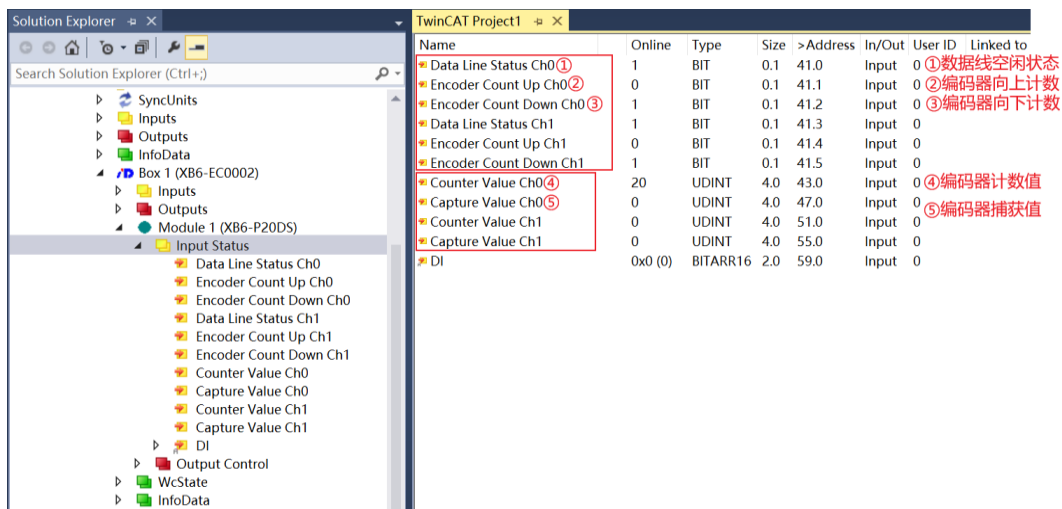 Solution Explorer
Search Solution Explorer (Ctrl+;)
SyncUnits
Inputs
Outputs
InfoData
Box 1 (XB6-EC0002)
Inputs
Outputs
Module 1 (XB6-P20DS)
Input Status
Data Line Status Ch0
Encoder Count Up Ch0
Encoder Count Down Ch0
Data Line Status Ch1
Encoder Count Up Ch1
Encoder Count Down Ch1
Counter Value Ch0
Capture Value Ch0
Counter Value Ch1
Capture Value Ch1
DI
Output Control
WcState
InfoData
TwinCAT Project1
Name Online Type Size >Address In/Out User ID Linked to
Data Line Status Ch0① 1 BIT 0.1 41.0 Input 0 ①数据线空闲状态
Encoder Count Up Ch0② 0 BIT 0.1 41.1 Input 0 ②编码器向上计数
Encoder Count Down Ch0③ 1 BIT 0.1 41.2 Input 0 ③编码器向下计数
Data Line Status Ch1 1 BIT 0.1 41.3 Input 0
Encoder Count Up Ch1 0 BIT 0.1 41.4 Input 0
Encoder Count Down Ch1 1 BIT 0.1 41.5 Input 0
Counter Value Ch0④ 20 UDINT 4.0 43.0 Input 0 ④编码器计数值
Capture Value Ch0⑤ 0 UDINT 4.0 47.0 Input 0 ⑤编码器捕获值
Counter Value Ch1 0 UDINT 4.0 51.0 Input 0
Capture Value Ch1 0 UDINT 4.0 55.0 Input 0
DI 0x0 (0) BITARR16 2.0 59.0 Input 0